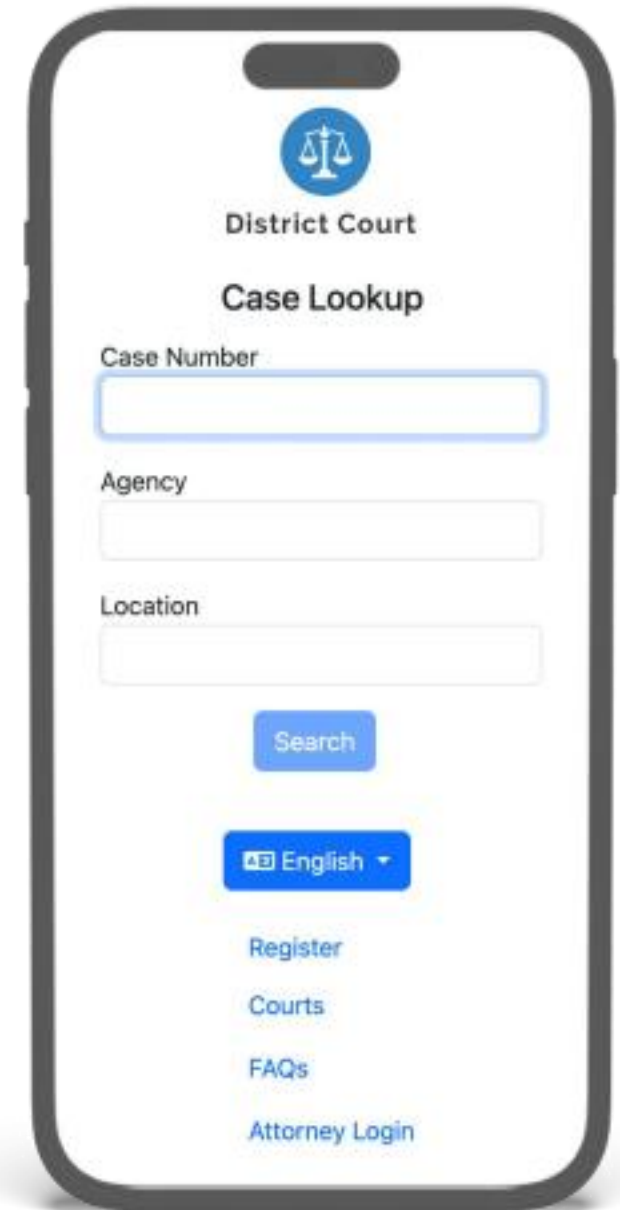 District Court
Case Lookup
Case Number
Agency
Location
Search
English
Register
Courts
FAQs
Attorney Login